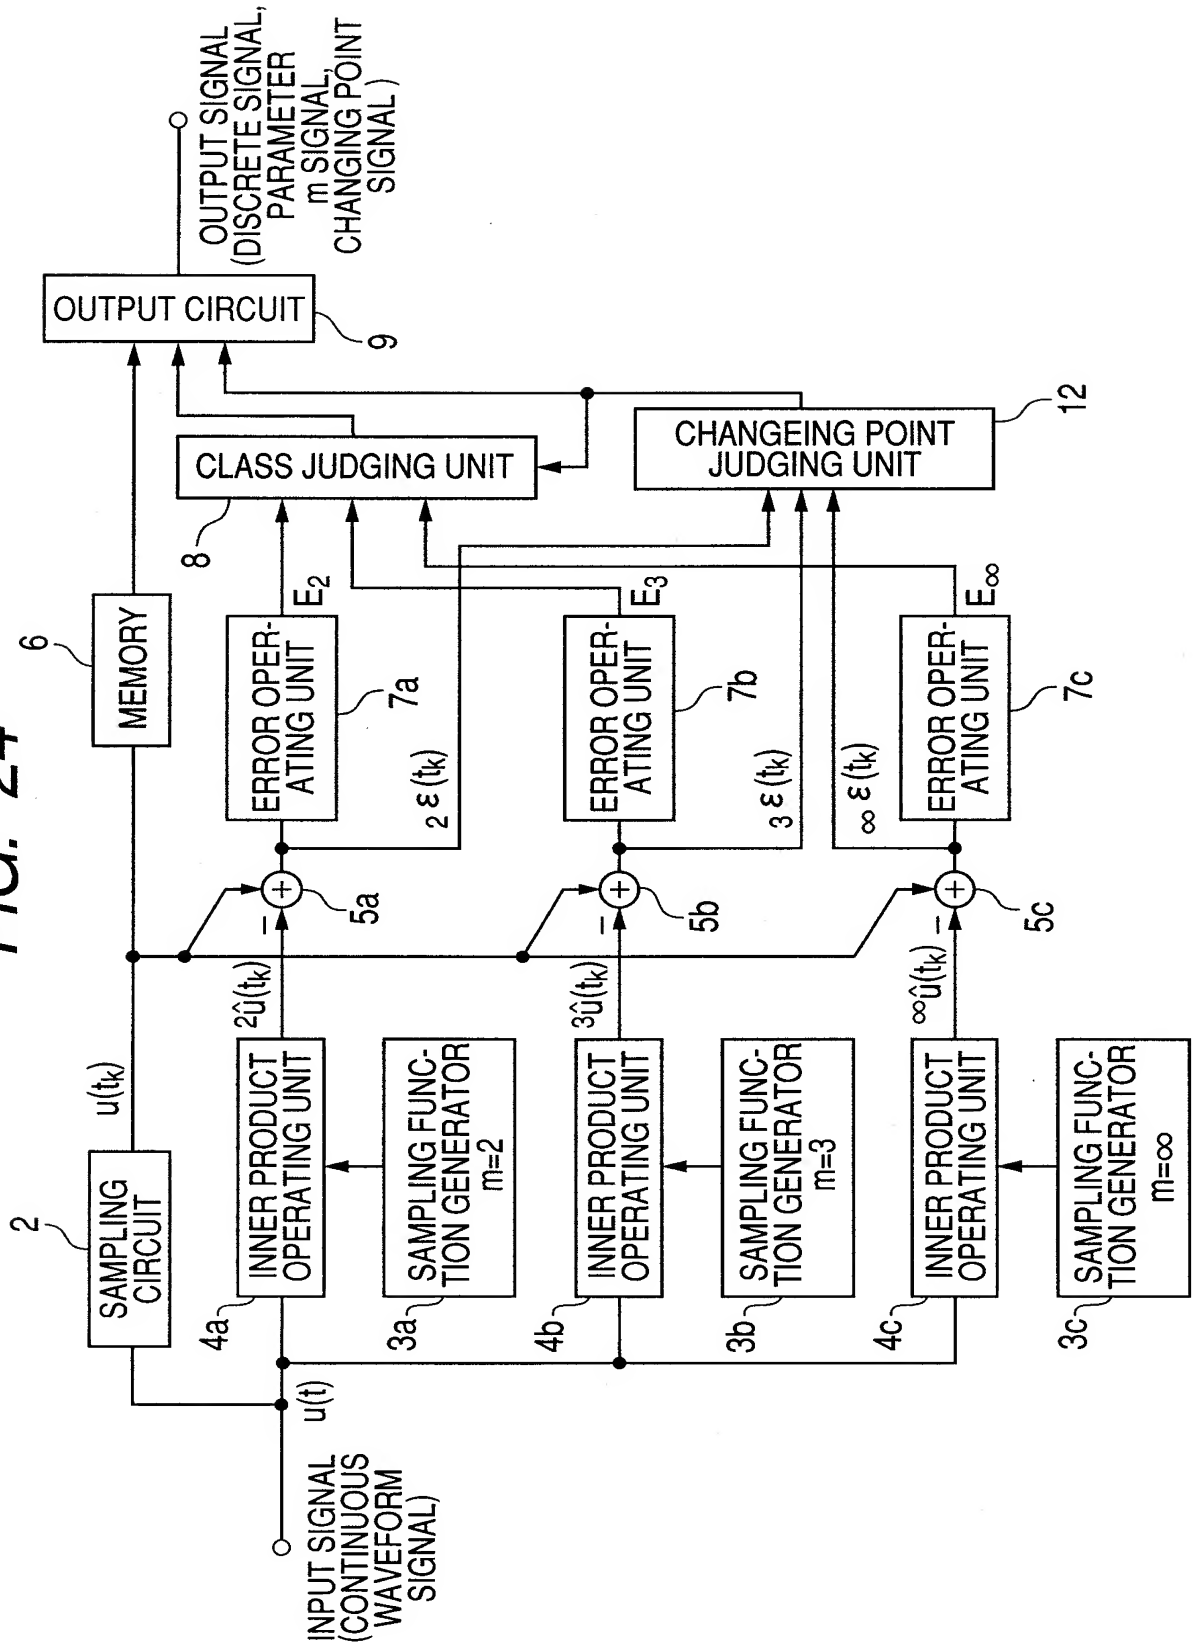 FIG. 24
INPUT SIGNAL
(CONTINUOUS
WAVEFORM
SIGNAL)
u(t)
2
SAMPLING
CIRCUIT
u(tk)
6
MEMORY
OUTPUT CIRCUIT
9
OUTPUT SIGNAL
(DISCRETE SIGNAL,
PARAMETER
m SIGNAL,
CHANGING POINT
SIGNAL)
4a
INNER PRODUCT
OPERATING UNIT
2û(tk)
−
+
5a
ERROR OPER-
ATING UNIT
7a
E2
2ε(tk)
8
CLASS JUDGING UNIT
3a
SAMPLING FUNC-
TION GENERATOR
m=2
4b
INNER PRODUCT
OPERATING UNIT
3û(tk)
−
+
5b
ERROR OPER-
ATING UNIT
7b
E3
3ε(tk)
CHANGEING POINT
JUDGING UNIT
12
3b
SAMPLING FUNC-
TION GENERATOR
m=3
4c
INNER PRODUCT
OPERATING UNIT
∞û(tk)
−
+
5c
∞ε(tk)
ERROR OPER-
ATING UNIT
7c
E∞
3c
SAMPLING FUNC-
TION GENERATOR
m=∞